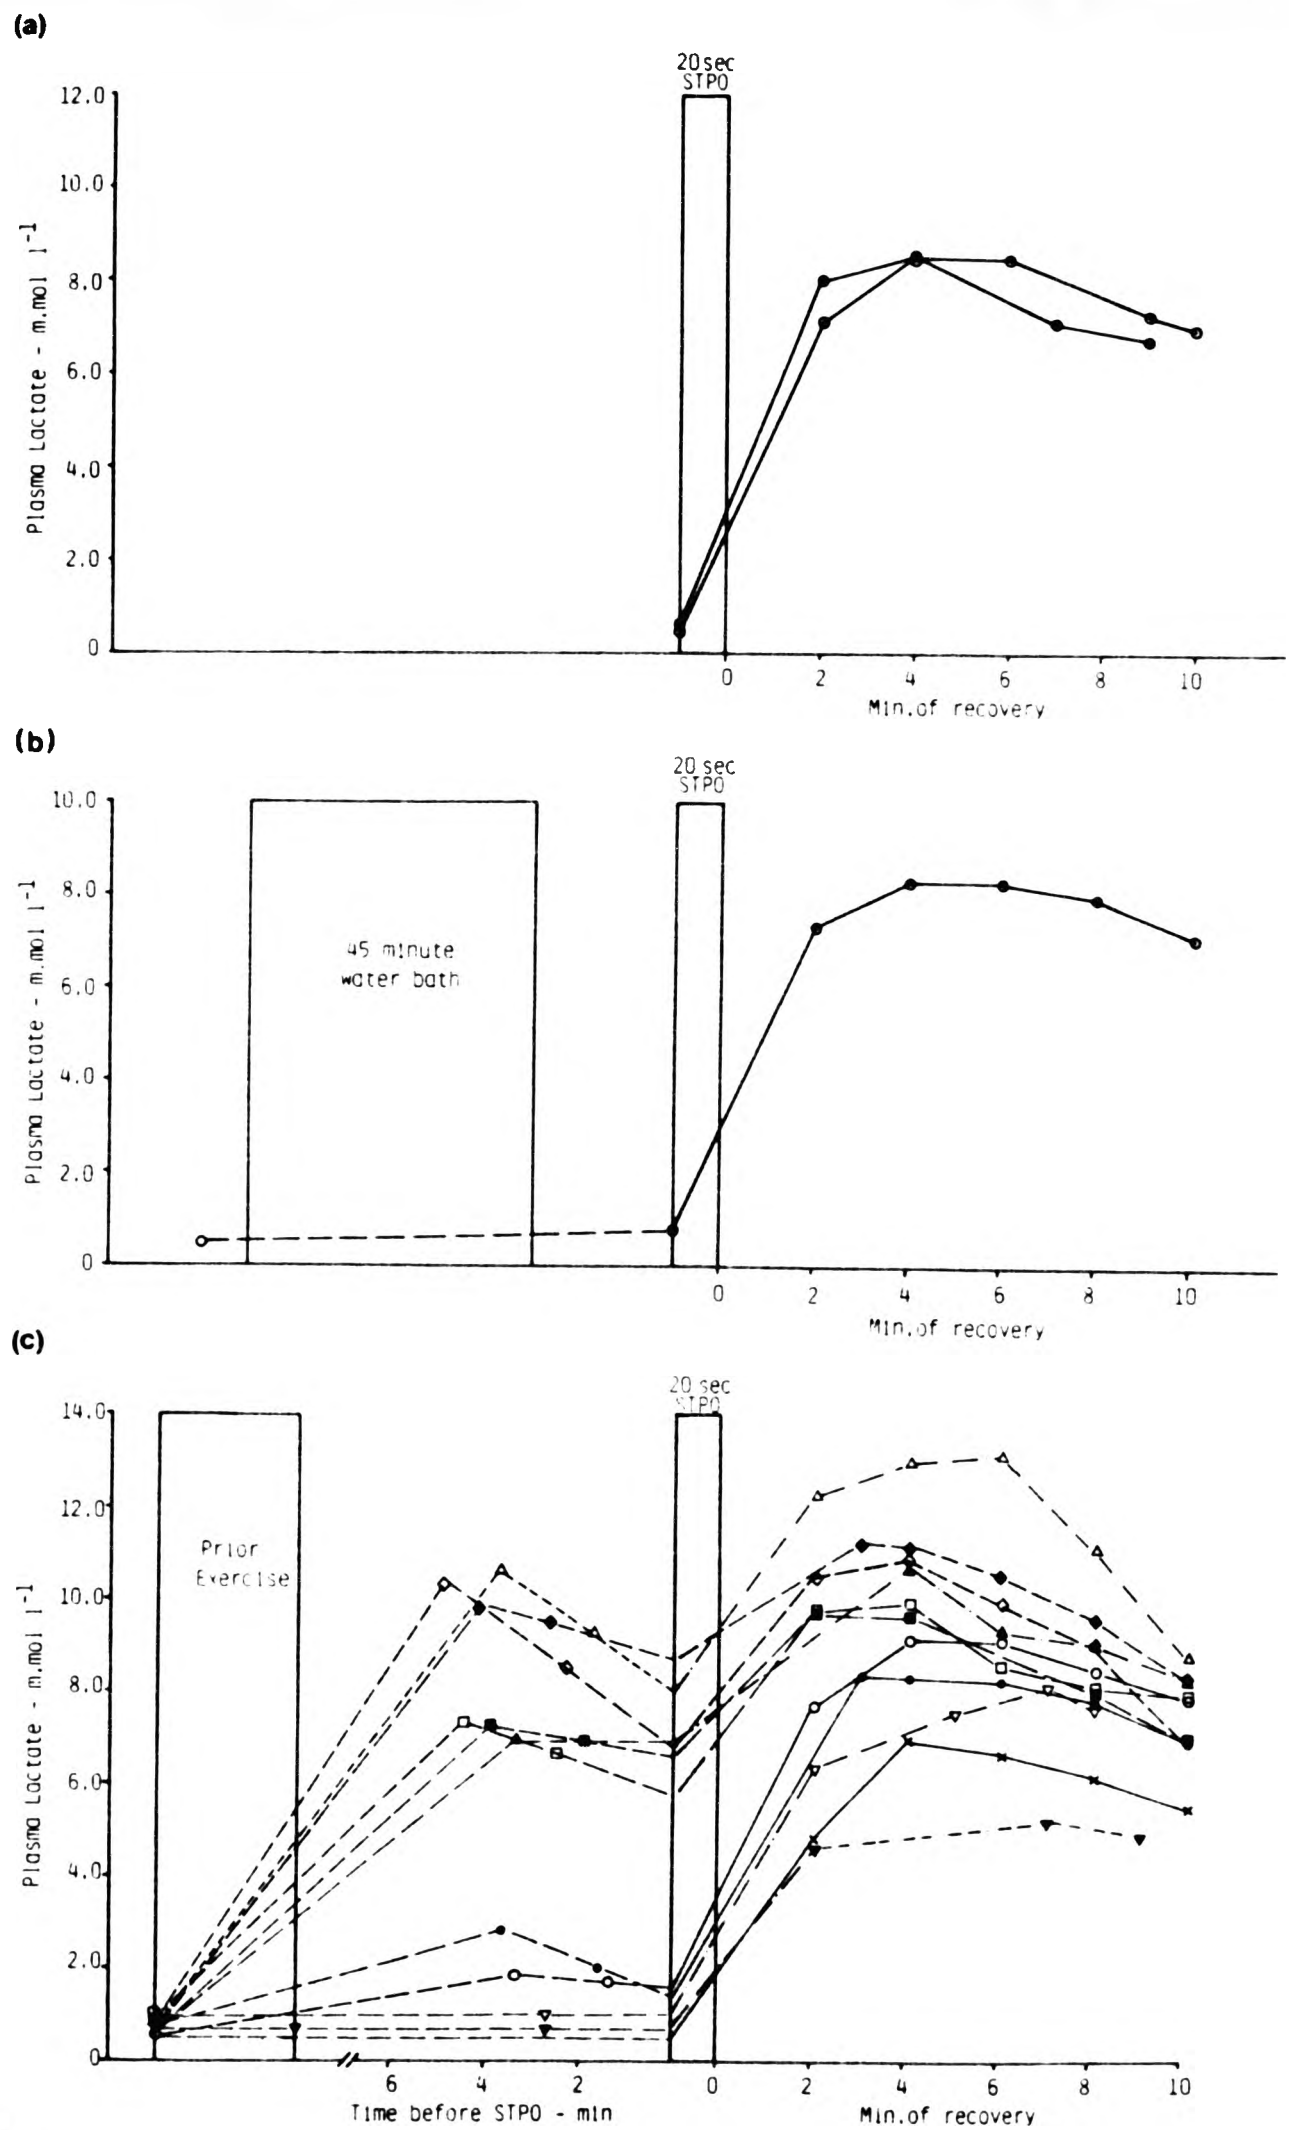 (a)
20 sec
STPO
12.0
10.0
8.0
6.0
4.0
2.0
0
Plasma Lactate - m.mol l⁻¹
0 2 4 6 8 10
Min.of recovery
(b)
20 sec
STPO
10.0
8.0
6.0
4.0
2.0
0
Plasma Lactate - m.mol l⁻¹
45 minute
water bath
0 2 4 6 8 10
Min.of recovery
(c)
20 sec
STPO
14.0
12.0
10.0
8.0
6.0
4.0
2.0
0
Plasma Lactate - m.mol l⁻¹
Prior
Exercise
6 4 2 0 2 4 6 8 10
Time before STPO - min
Min.of recovery